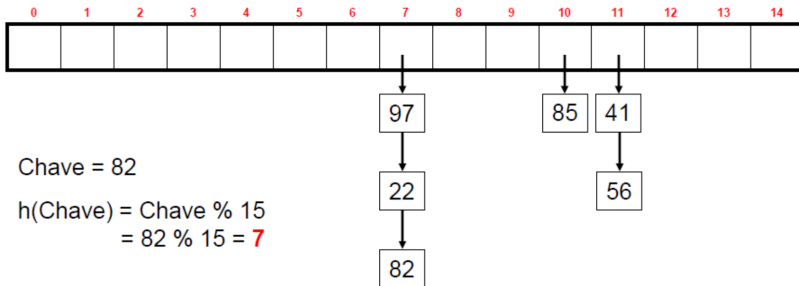 0 1 2 3 4 5 6 7 8 9 10 11 12 13 14
97 85 41
Chave = 82
22 56
h(Chave) = Chave % 15
= 82 % 15 = 7
82